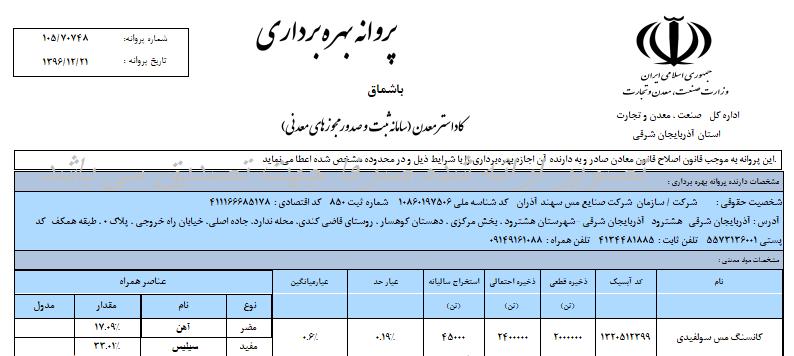 پروانه بهره برداری
شماره پروانه: ۱۰۵/۷۰۷۴۸
تاریخ پروانه : ۱۳۹۶/۱۲/۲۱
جمهوری اسلامی ایران
وزارت صنعت، معدن و تجارت
اداره کل صنعت ، معدن و تجارت
استان آذربایجان شرقی
باشماق
کاداستر معدن (سامانه ثبت و صدور مجوزهای معدنی)
این پروانه به موجب قانون اصلاح قانون معادن صادر و به دارنده آن اجازه بهره‌برداری را با شرایط ذیل و در محدوده مشخص شده اعطا می‌نماید.
مشخصات دارنده پروانه بهره برداری :
شخصیت حقوقی : شرکت / سازمان شرکت صنایع مس سهند آذران کد شناسه ملی ۱۰۸۶۰۱۹۷۵۰۶ شماره ثبت ۸۵۰ کد اقتصادی : ۴۱۱۱۶۶۶۸۵۱۷۸
آدرس : آذربایجان شرقی هشترود آذربایجان شرقی -شهرستان هشترود . بخش مرکزی . دهستان کوهسار . روستای قاضی کندی. محله ندارد. جاده اصلی. خیابان راه خروجی . پلاک ۰ . طبقه همکف کد
پستی ۵۵۷۳۱۳۶۰۰۱ تلفن ثابت : ۴۱۳۴۴۸۱۸۸۵ تلفن همراه : ۰۹۱۴۹۱۶۱۰۸۸
مشخصات مواد معدنی :
نام کد آیسیک ذخیره قطعی (تن) ذخیره احتمالی (تن) استخراج سالیانه (تن) عیار حد عیارمیانگین عناصر همراه
نوع نام مقدار مدول
کانسنگ مس سولفیدی ۱۳۲۰۵۱۲۳۹۹ ۲۰۰۰۰۰۰ ۲۴۰۰۰۰۰ ۴۵۰۰۰ ۰.۱۹٪ ۰.۶٪
مضر آهن ۱۷.۰۹٪
مفید سیلیس ۳۳.۰۲٪